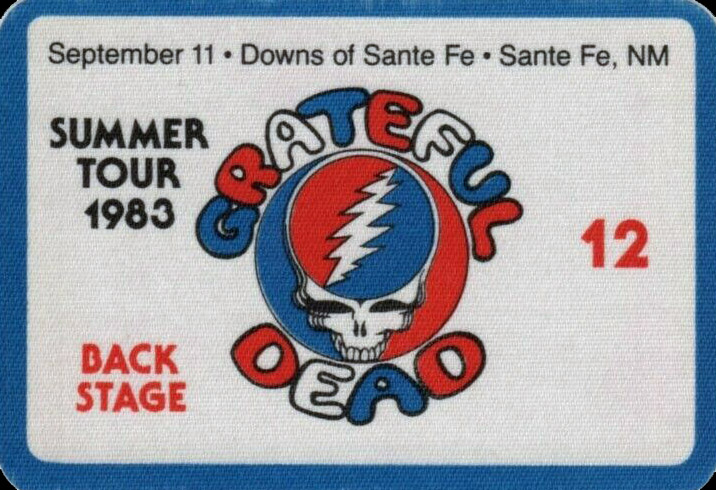 September 11 • Downs of Sante Fe • Sante Fe, NM
SUMMER
TOUR
1983
GRATEFUL
DEAD
12
BACK
STAGE